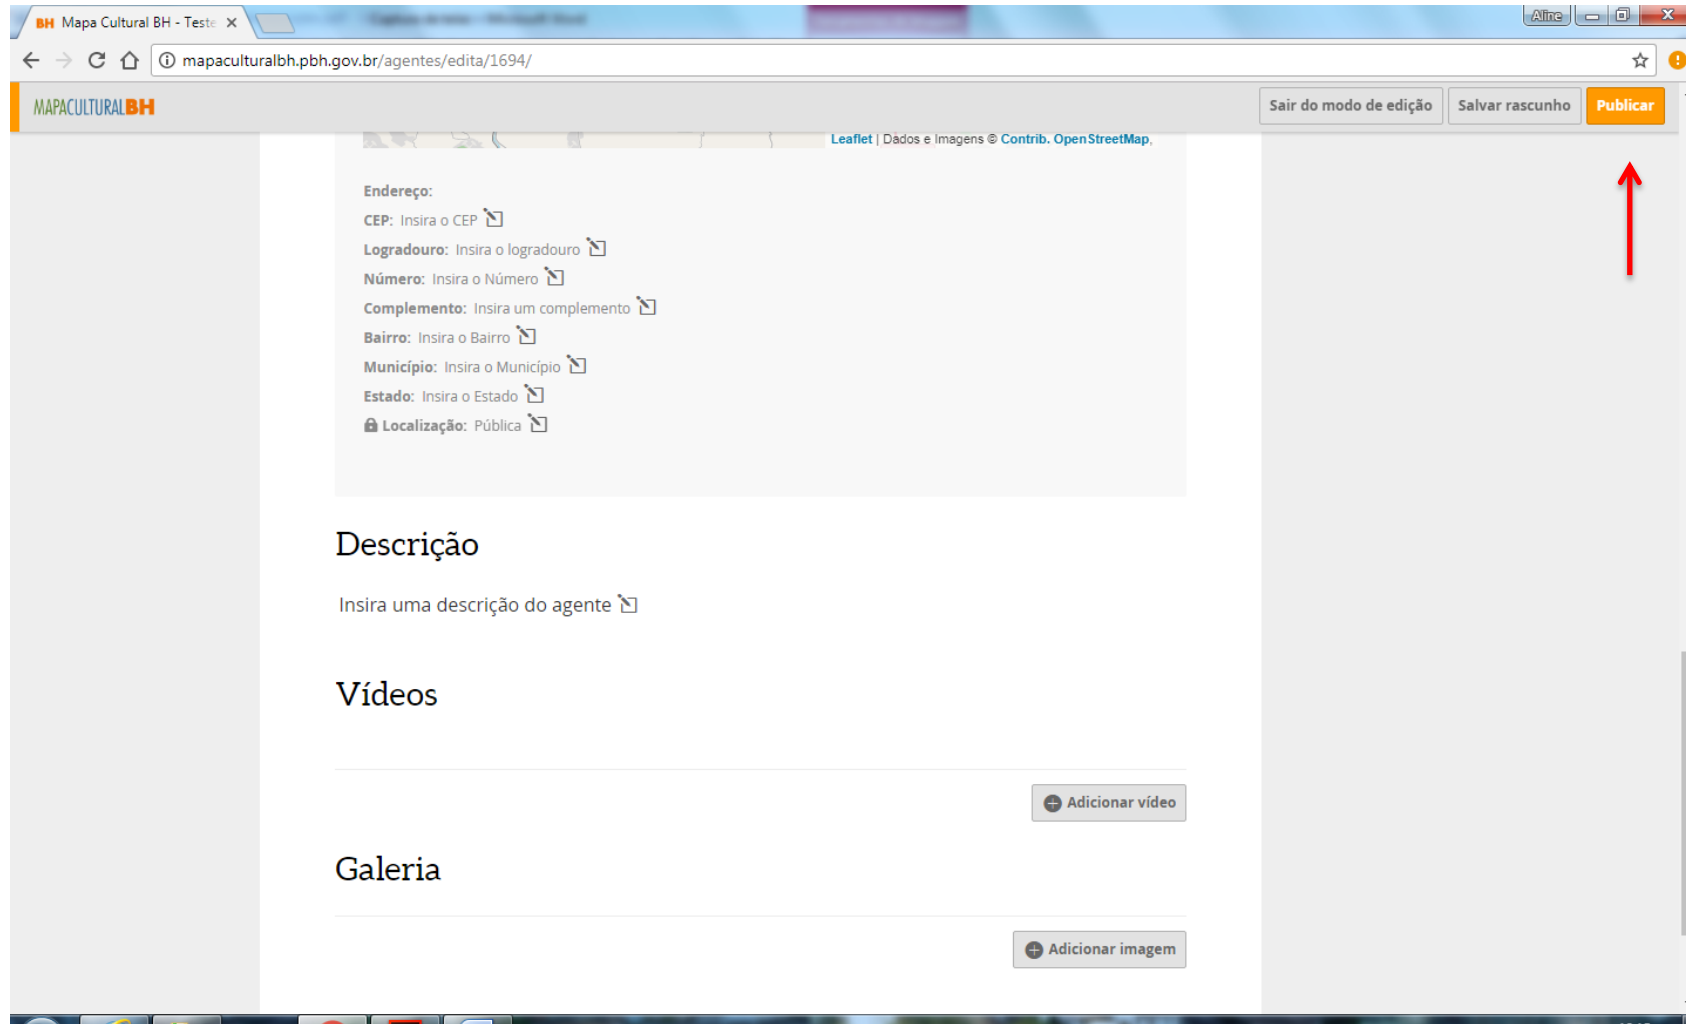 BH Mapa Cultural BH - Teste
Aline
mapaculturalbh.pbh.gov.br/agentes/edita/1694/
MAPACULTURALBH
Sair do modo de edição
Salvar rascunho
Publicar
Leaflet | Dados e Imagens © Contrib. OpenStreetMap,
Endereço:
CEP: Insira o CEP
Logradouro: Insira o logradouro
Número: Insira o Número
Complemento: Insira um complemento
Bairro: Insira o Bairro
Município: Insira o Município
Estado: Insira o Estado
Localização: Pública
Descrição
Insira uma descrição do agente
Vídeos
Adicionar vídeo
Galeria
Adicionar imagem